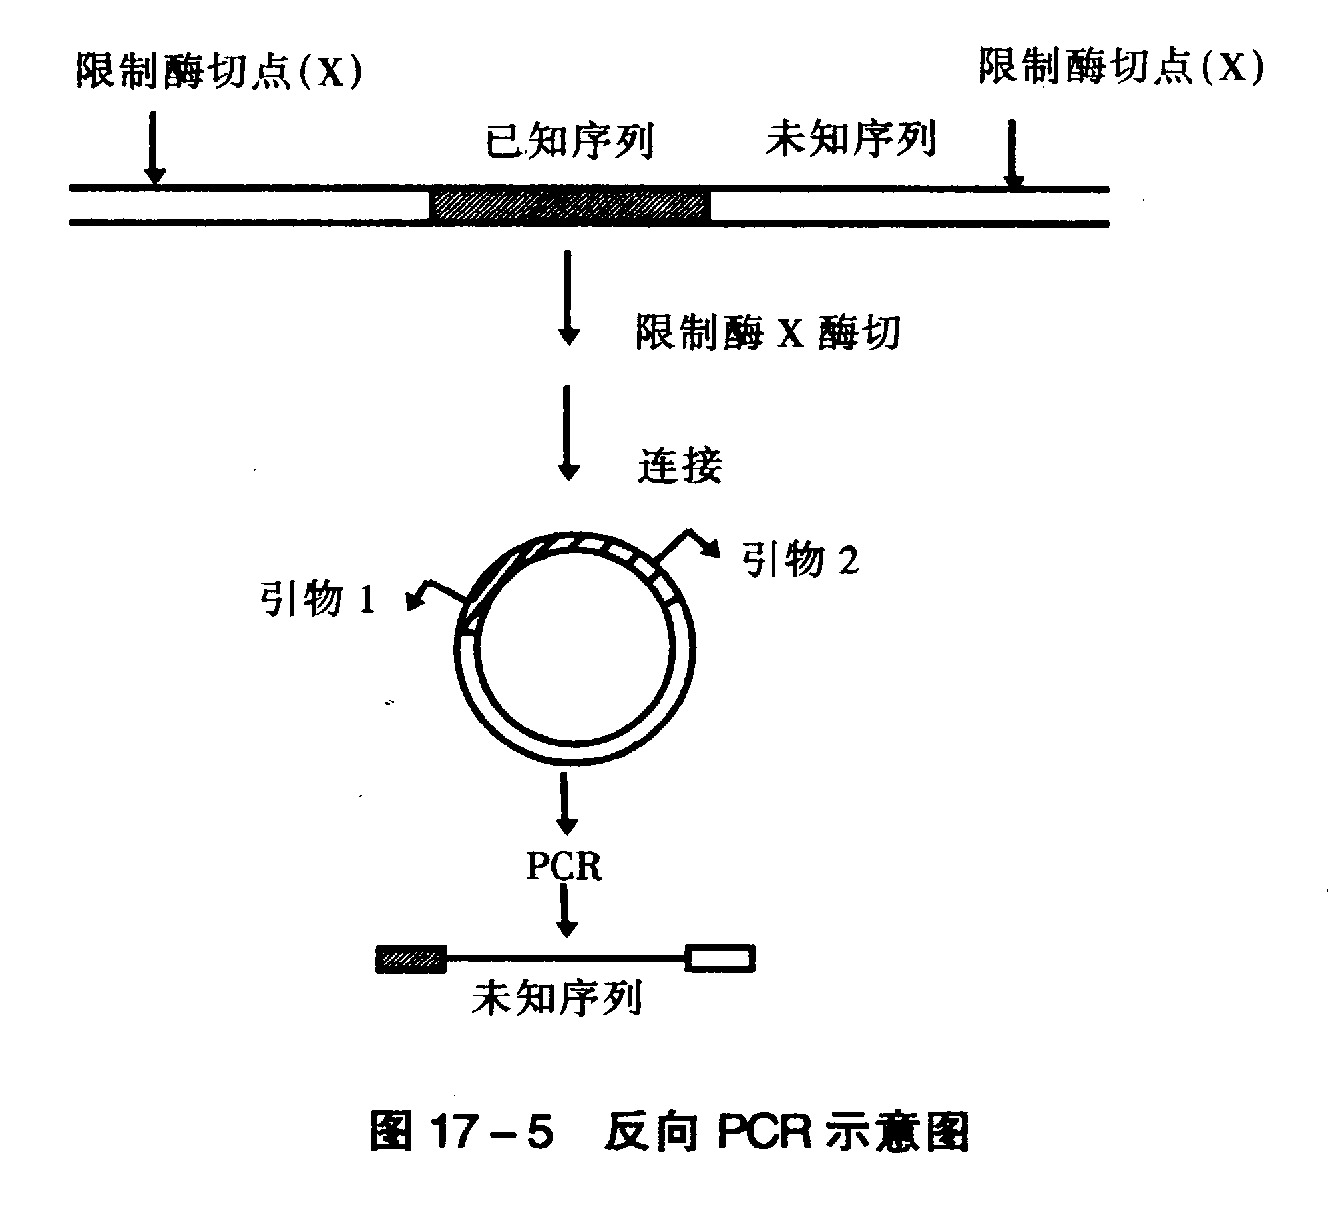 限制酶切点(X)
限制酶切点(X)
已知序列
未知序列
限制酶 X 酶切
连接
引物 1
引物 2
PCR
未知序列
图 17-5 反向 PCR 示意图